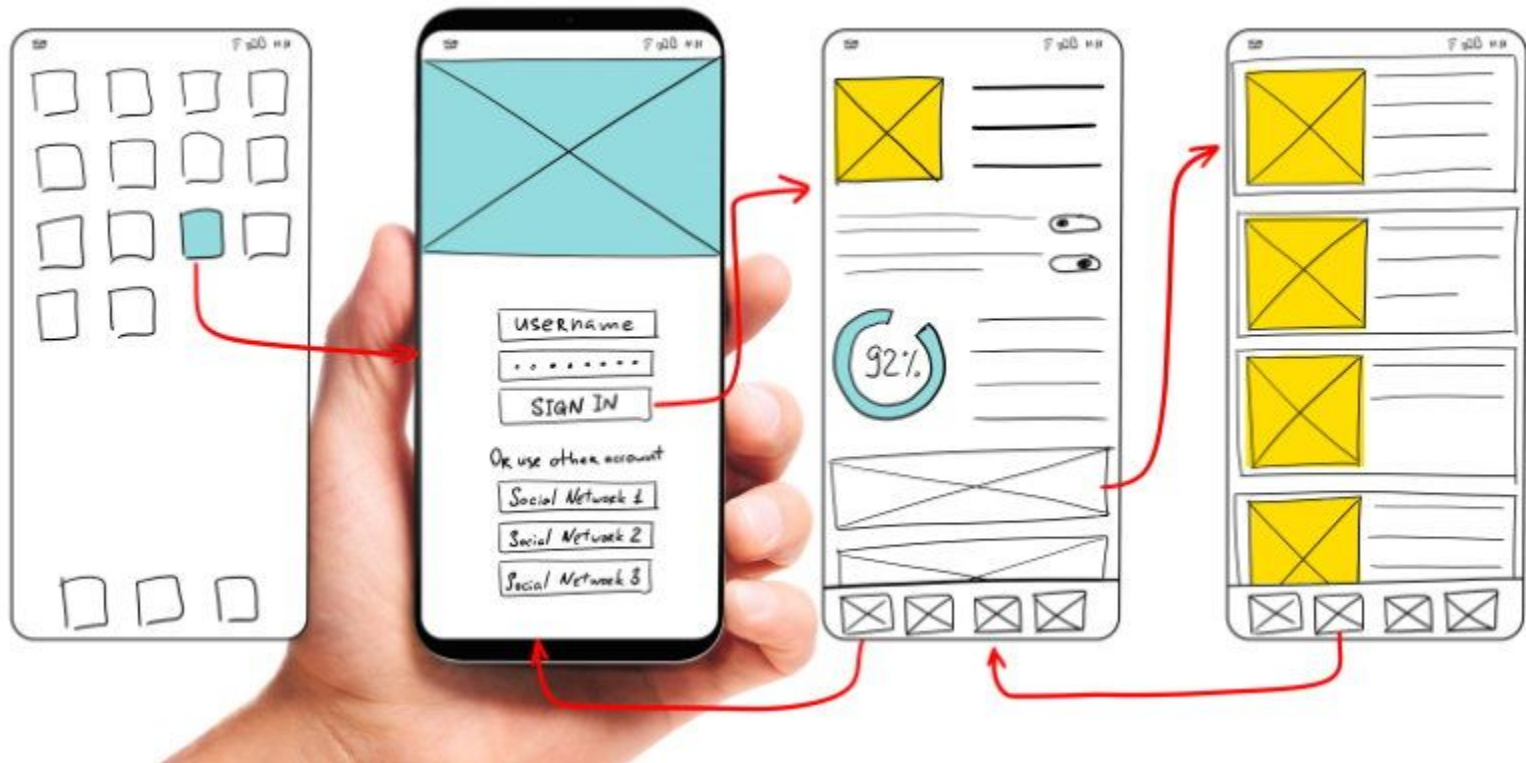 username
SIGN IN
Or use other account
Social Network 1
Social Network 2
Social Network 3
92%